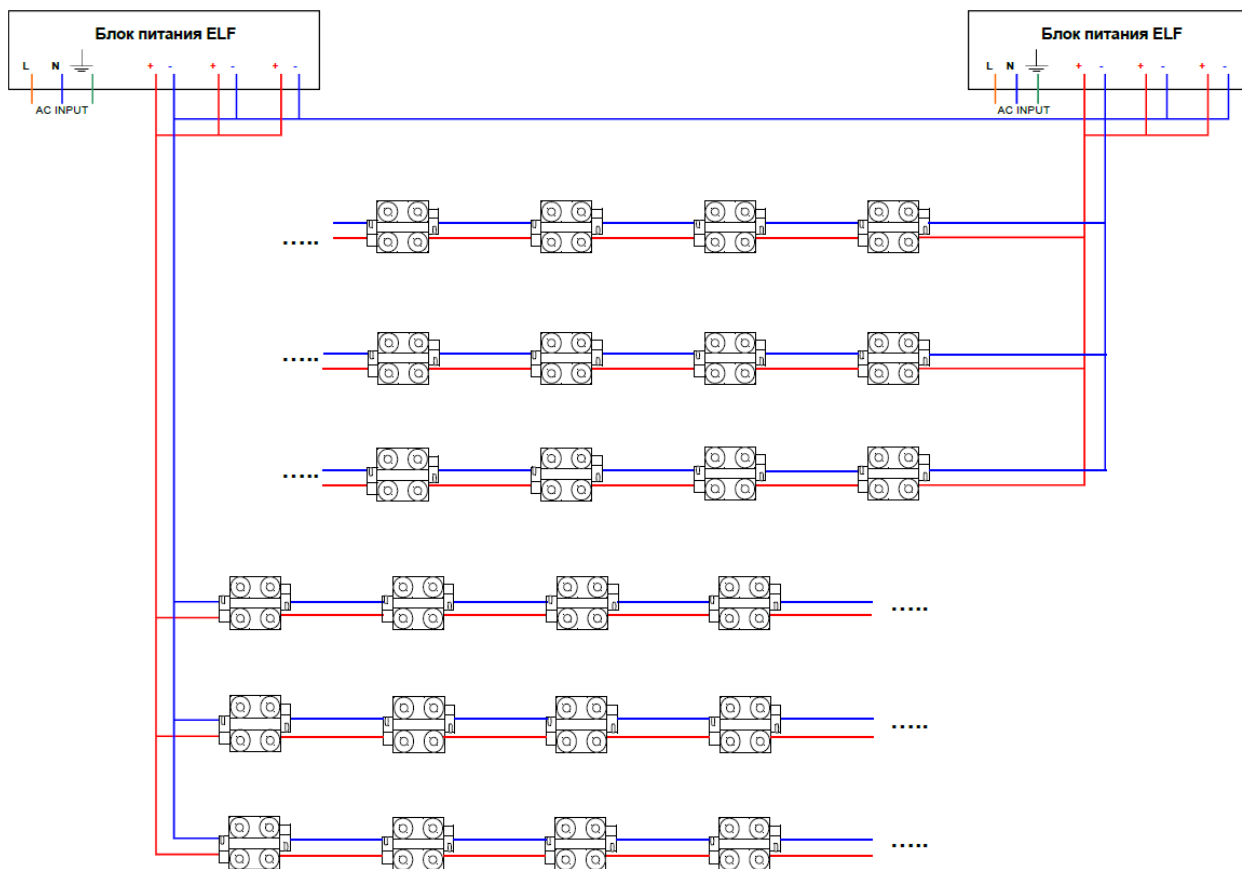 Блок питания ELF
L N + - + - + -
AC INPUT
Блок питания ELF
L N + - + - + -
AC INPUT
.....
.....
.....
.....
.....
.....